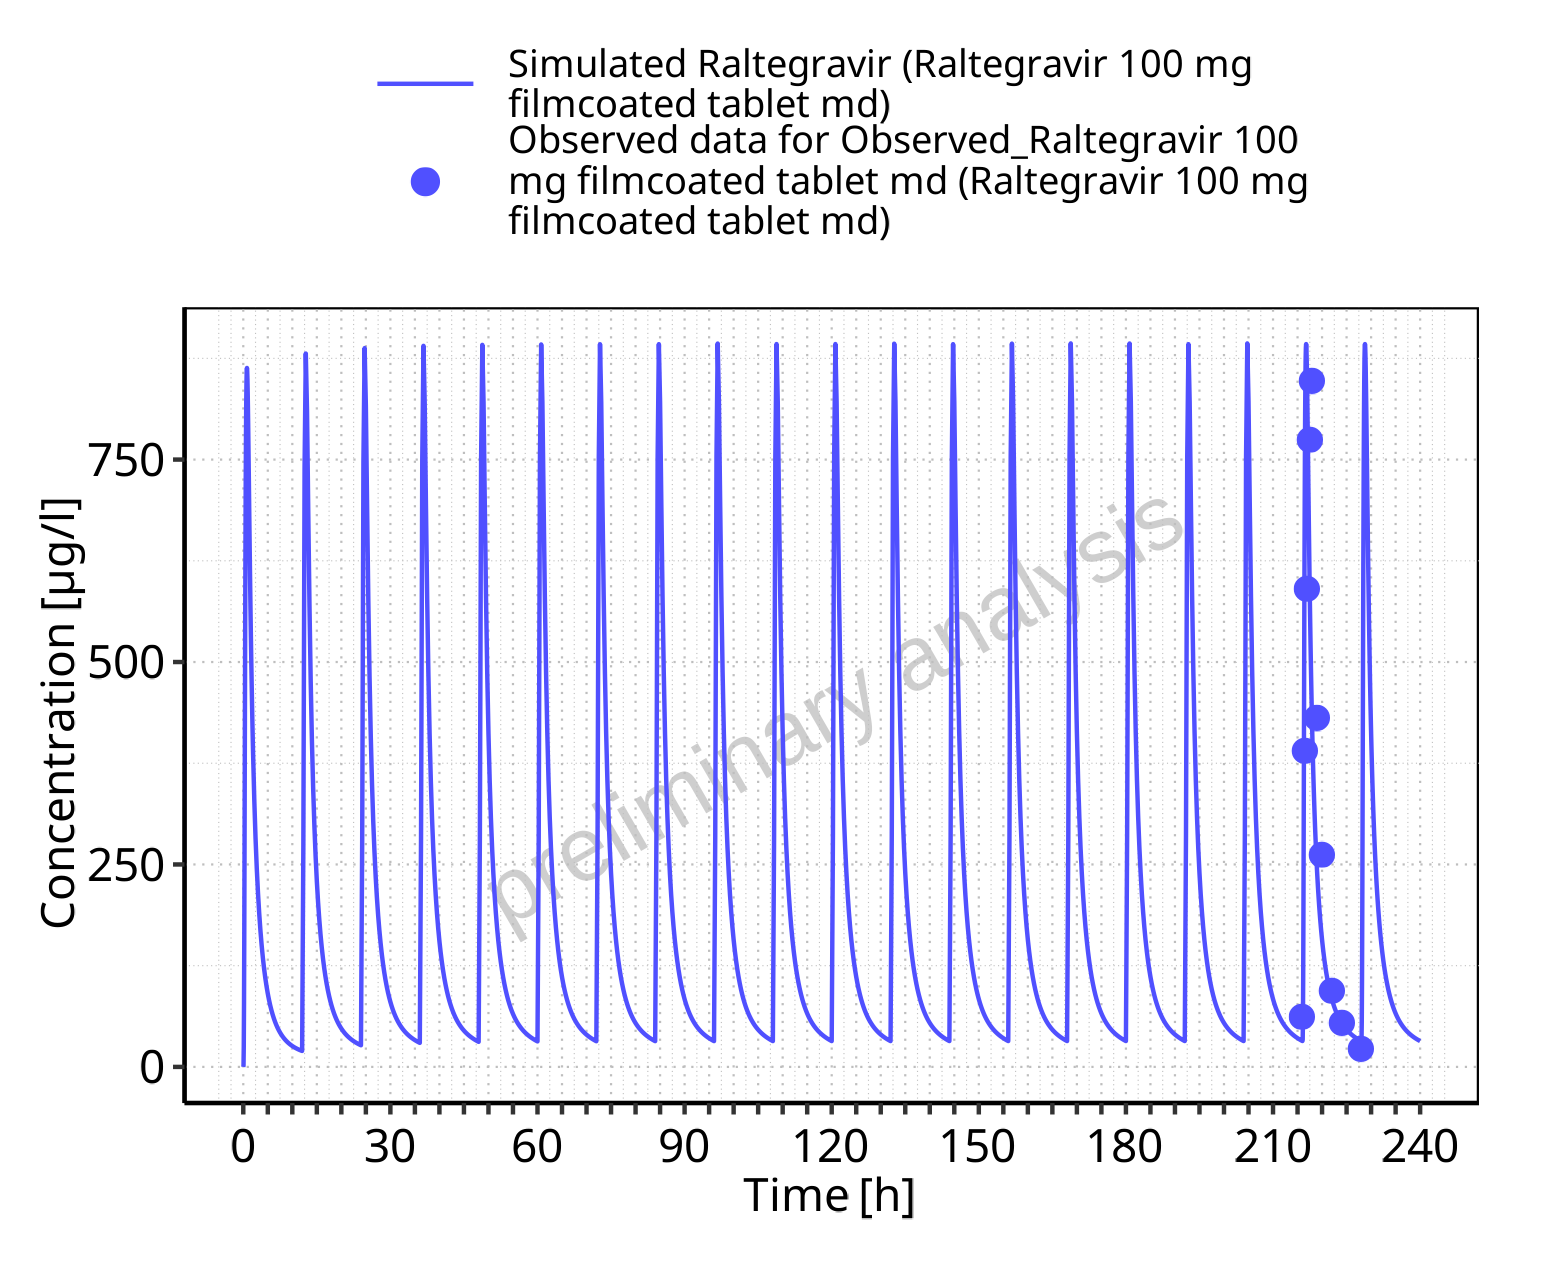 Simulated Raltegravir (Raltegravir 100 mg
filmcoated tablet md)
Observed data for Observed_Raltegravir 100
mg filmcoated tablet md (Raltegravir 100 mg
filmcoated tablet md)
750
500
250
0
Concentration [µg/l]
preliminary analysis
0 30 60 90 120 150 180 210 240
Time [h]